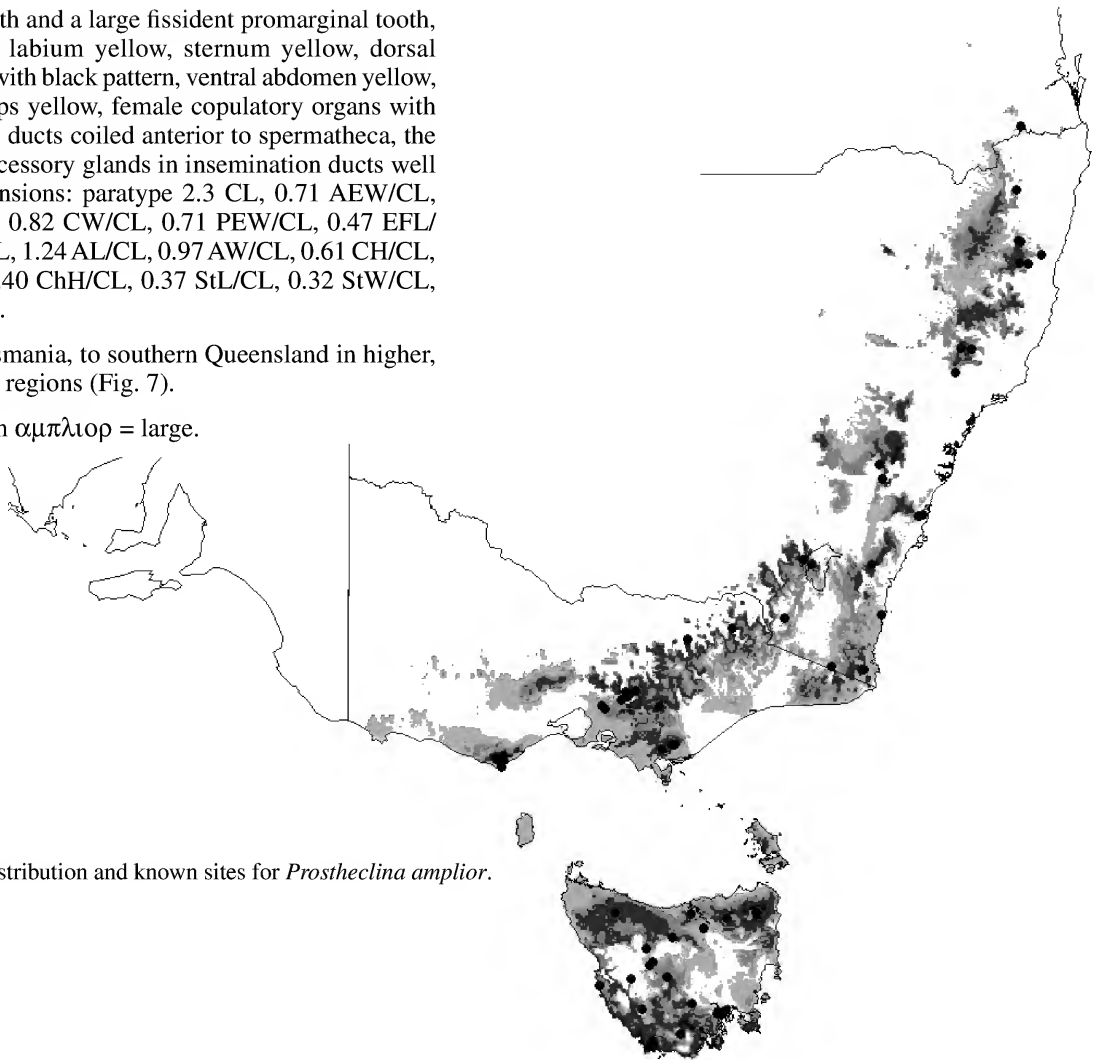 th and a large fissident promarginal tooth,
labium yellow, sternum yellow, dorsal
with black pattern, ventral abdomen yellow,
ps yellow, female copulatory organs with
ducts coiled anterior to spermatheca, the
cessory glands in insemination ducts well
nsions: paratype 2.3 CL, 0.71 AEW/CL,
0.82 CW/CL, 0.71 PEW/CL, 0.47 EFL/
L, 1.24 AL/CL, 0.97 AW/CL, 0.61 CH/CL,
.40 ChH/CL, 0.37 StL/CL, 0.32 StW/CL,
.
smania, to southern Queensland in higher,
regions (Fig. 7).
n αμπλιορ = large.
stribution and known sites for Prostheclina amplior.